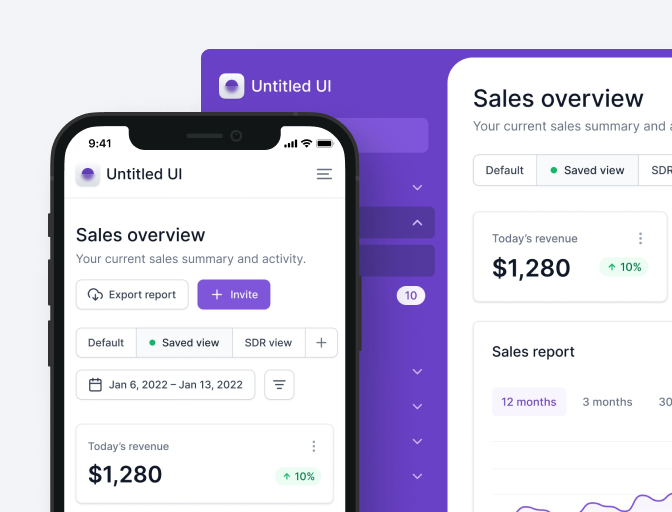 Untitled UI
10
Sales overview
Your current sales summary and
Default
Saved view
SDR
Today's revenue
$1,280
10%
Sales report
12 months
3 months
30
9:41
Untitled UI
Sales overview
Your current sales summary and activity.
Export report
Invite
Default
Saved view
SDR view
Jan 6, 2022 – Jan 13, 2022
Today's revenue
$1,280
10%